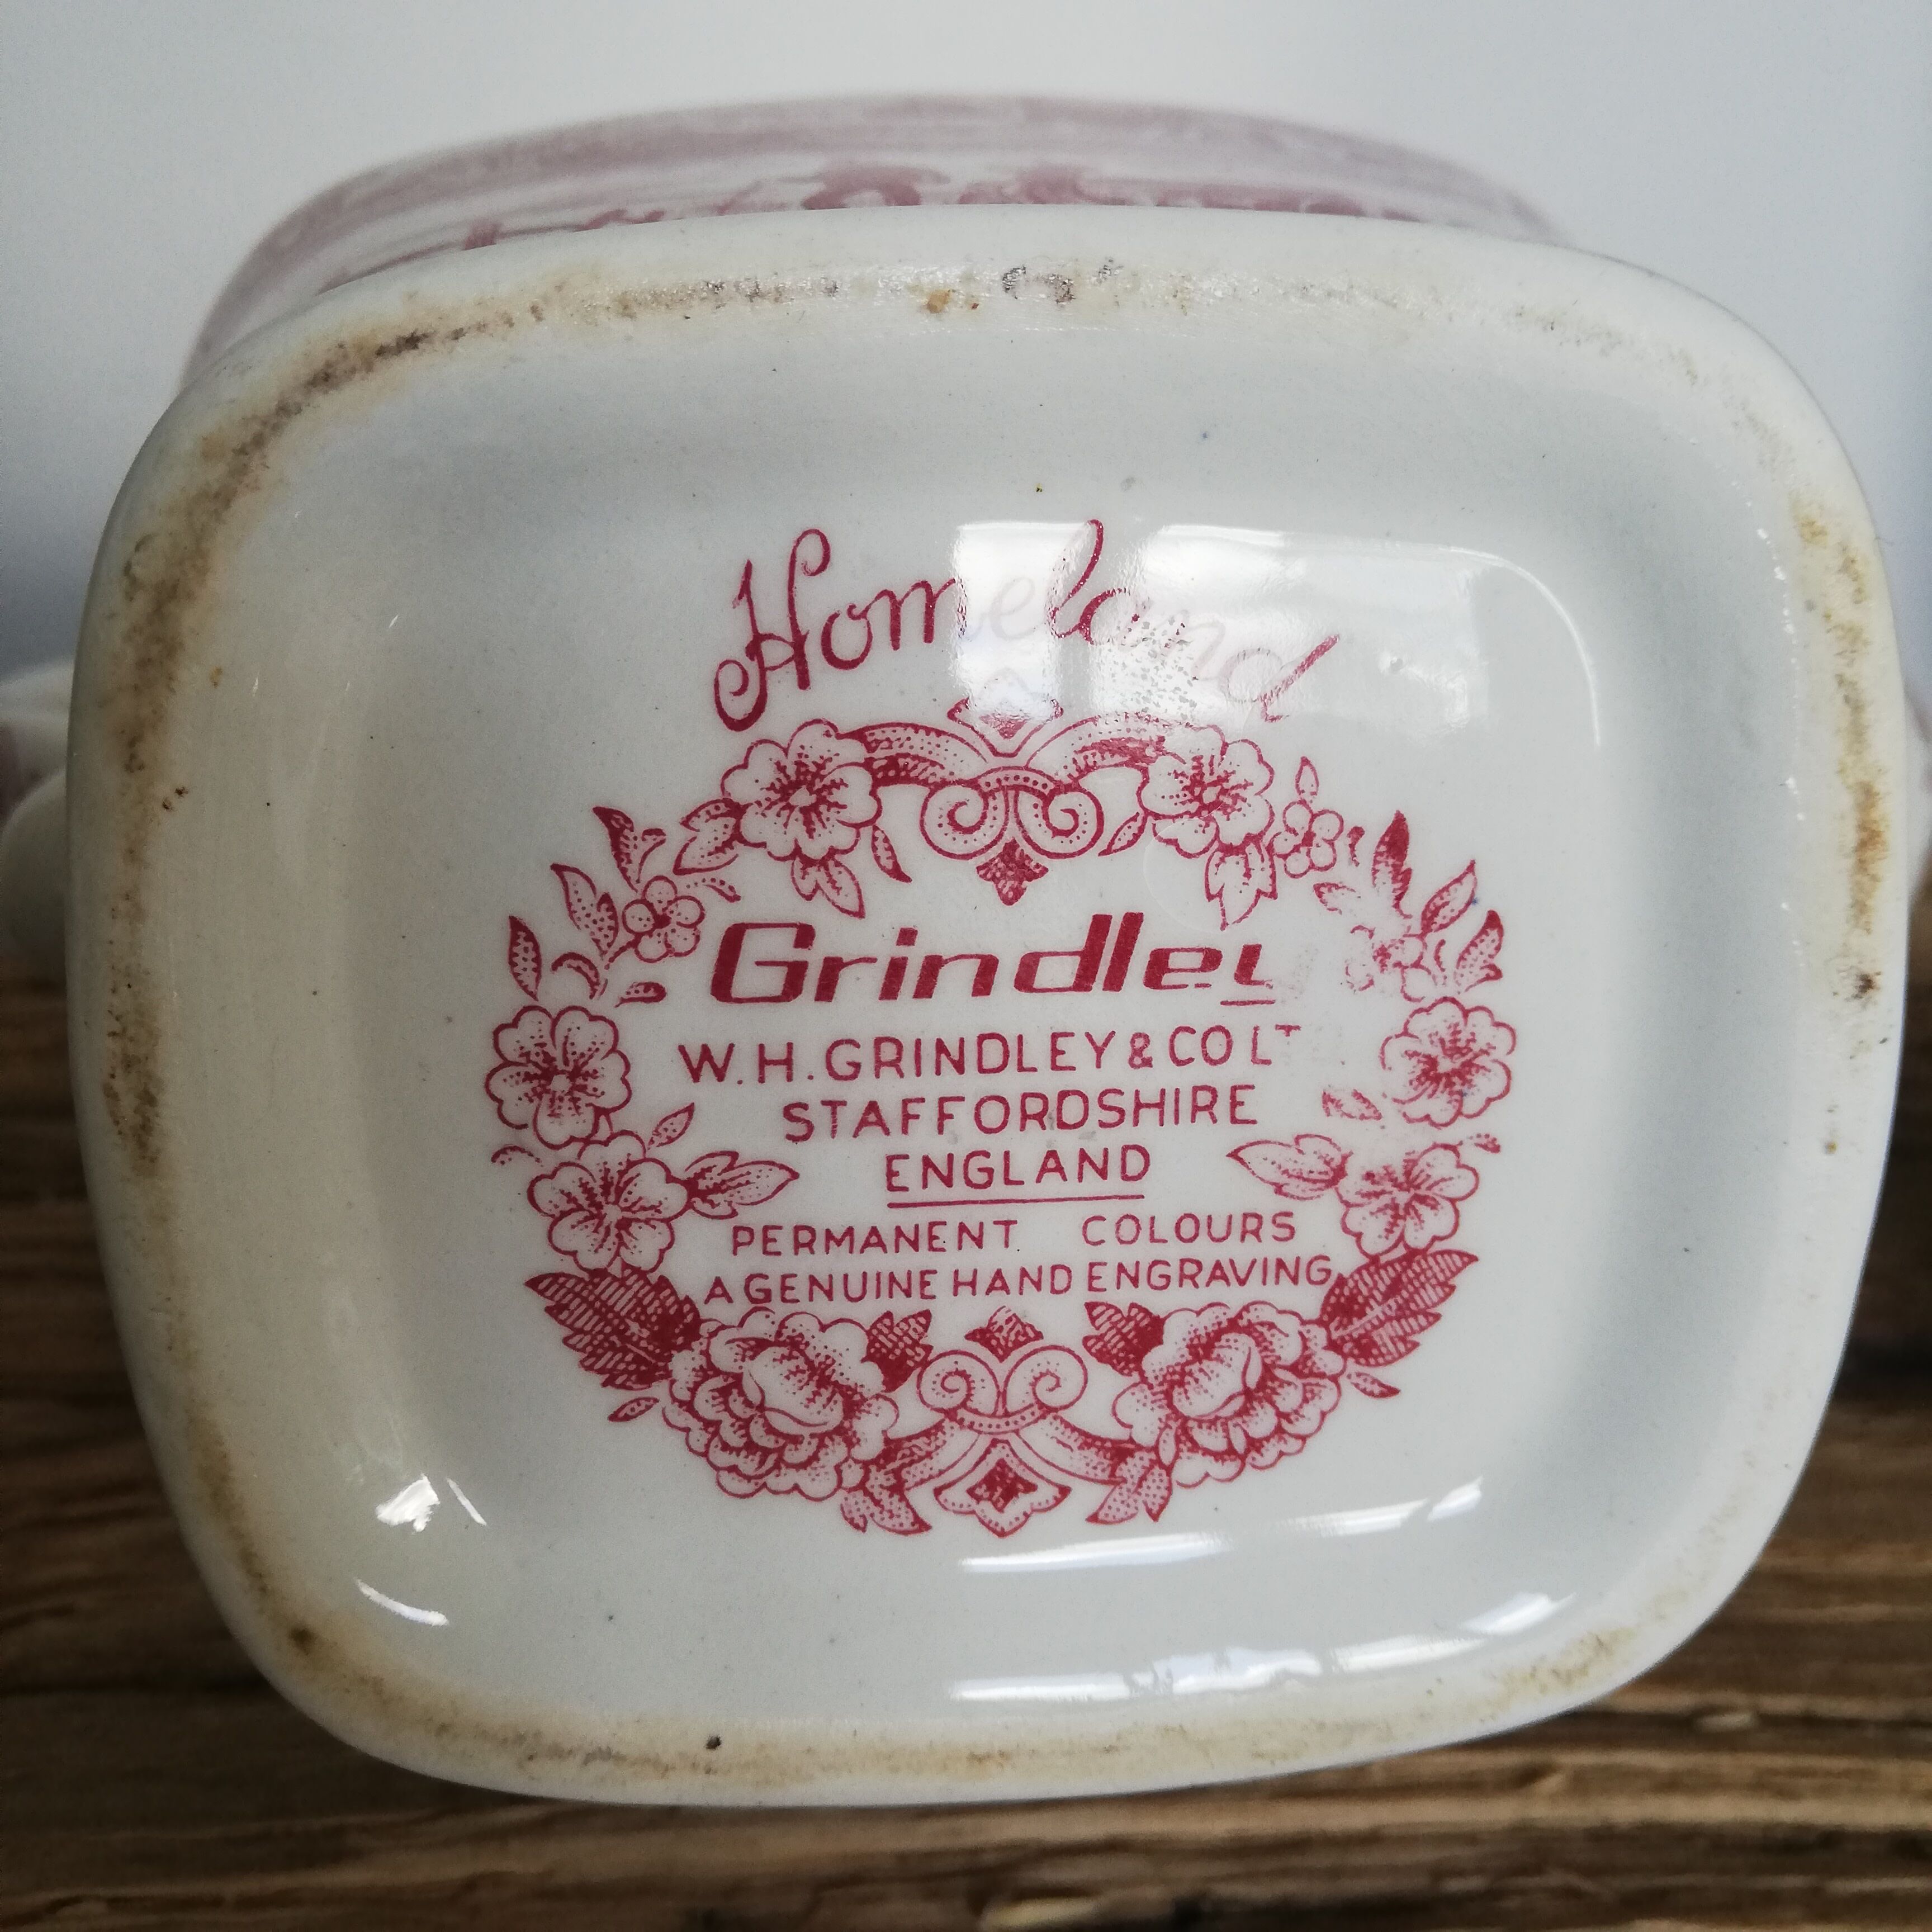 Homeland
Grindley
W.H.GRINDLEY & CO LT
STAFFORDSHIRE
ENGLAND
PERMANENT COLOURS
A GENUINE HAND ENGRAVING